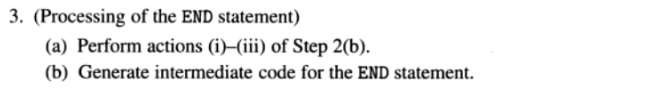 3. (Processing of the END statement)
(a) Perform actions (i)–(iii) of Step 2(b).
(b) Generate intermediate code for the END statement.